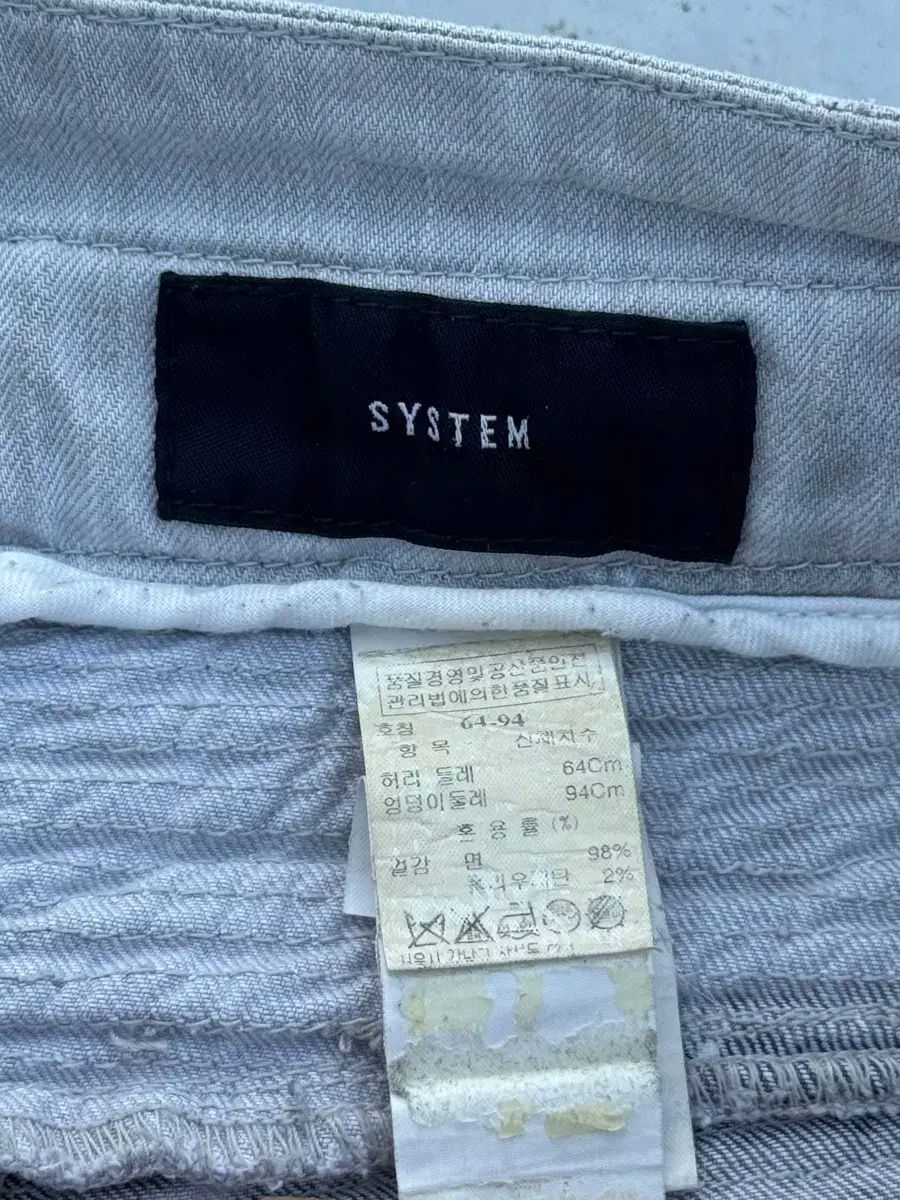 SYSTEM
품질경영및공산품안전
관리법에의한품질표시
호칭 64-94
항 목 신체치수
허리 둘레 64Cm
엉덩이둘레 94Cm
혼 용 률 (%)
겉감 면 98%
폴리우레탄 2%